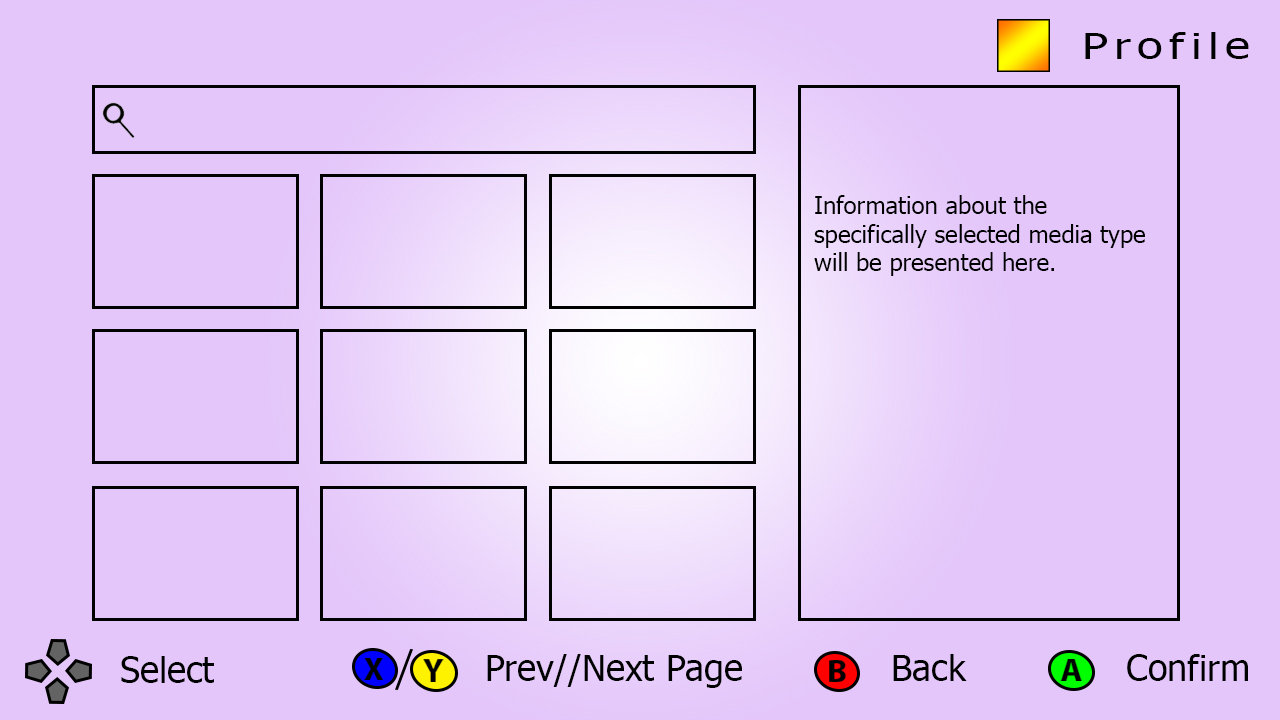 Profile
Information about the
specifically selected media type
will be presented here.
Select
X/Y Prev//Next Page
B Back
A Confirm